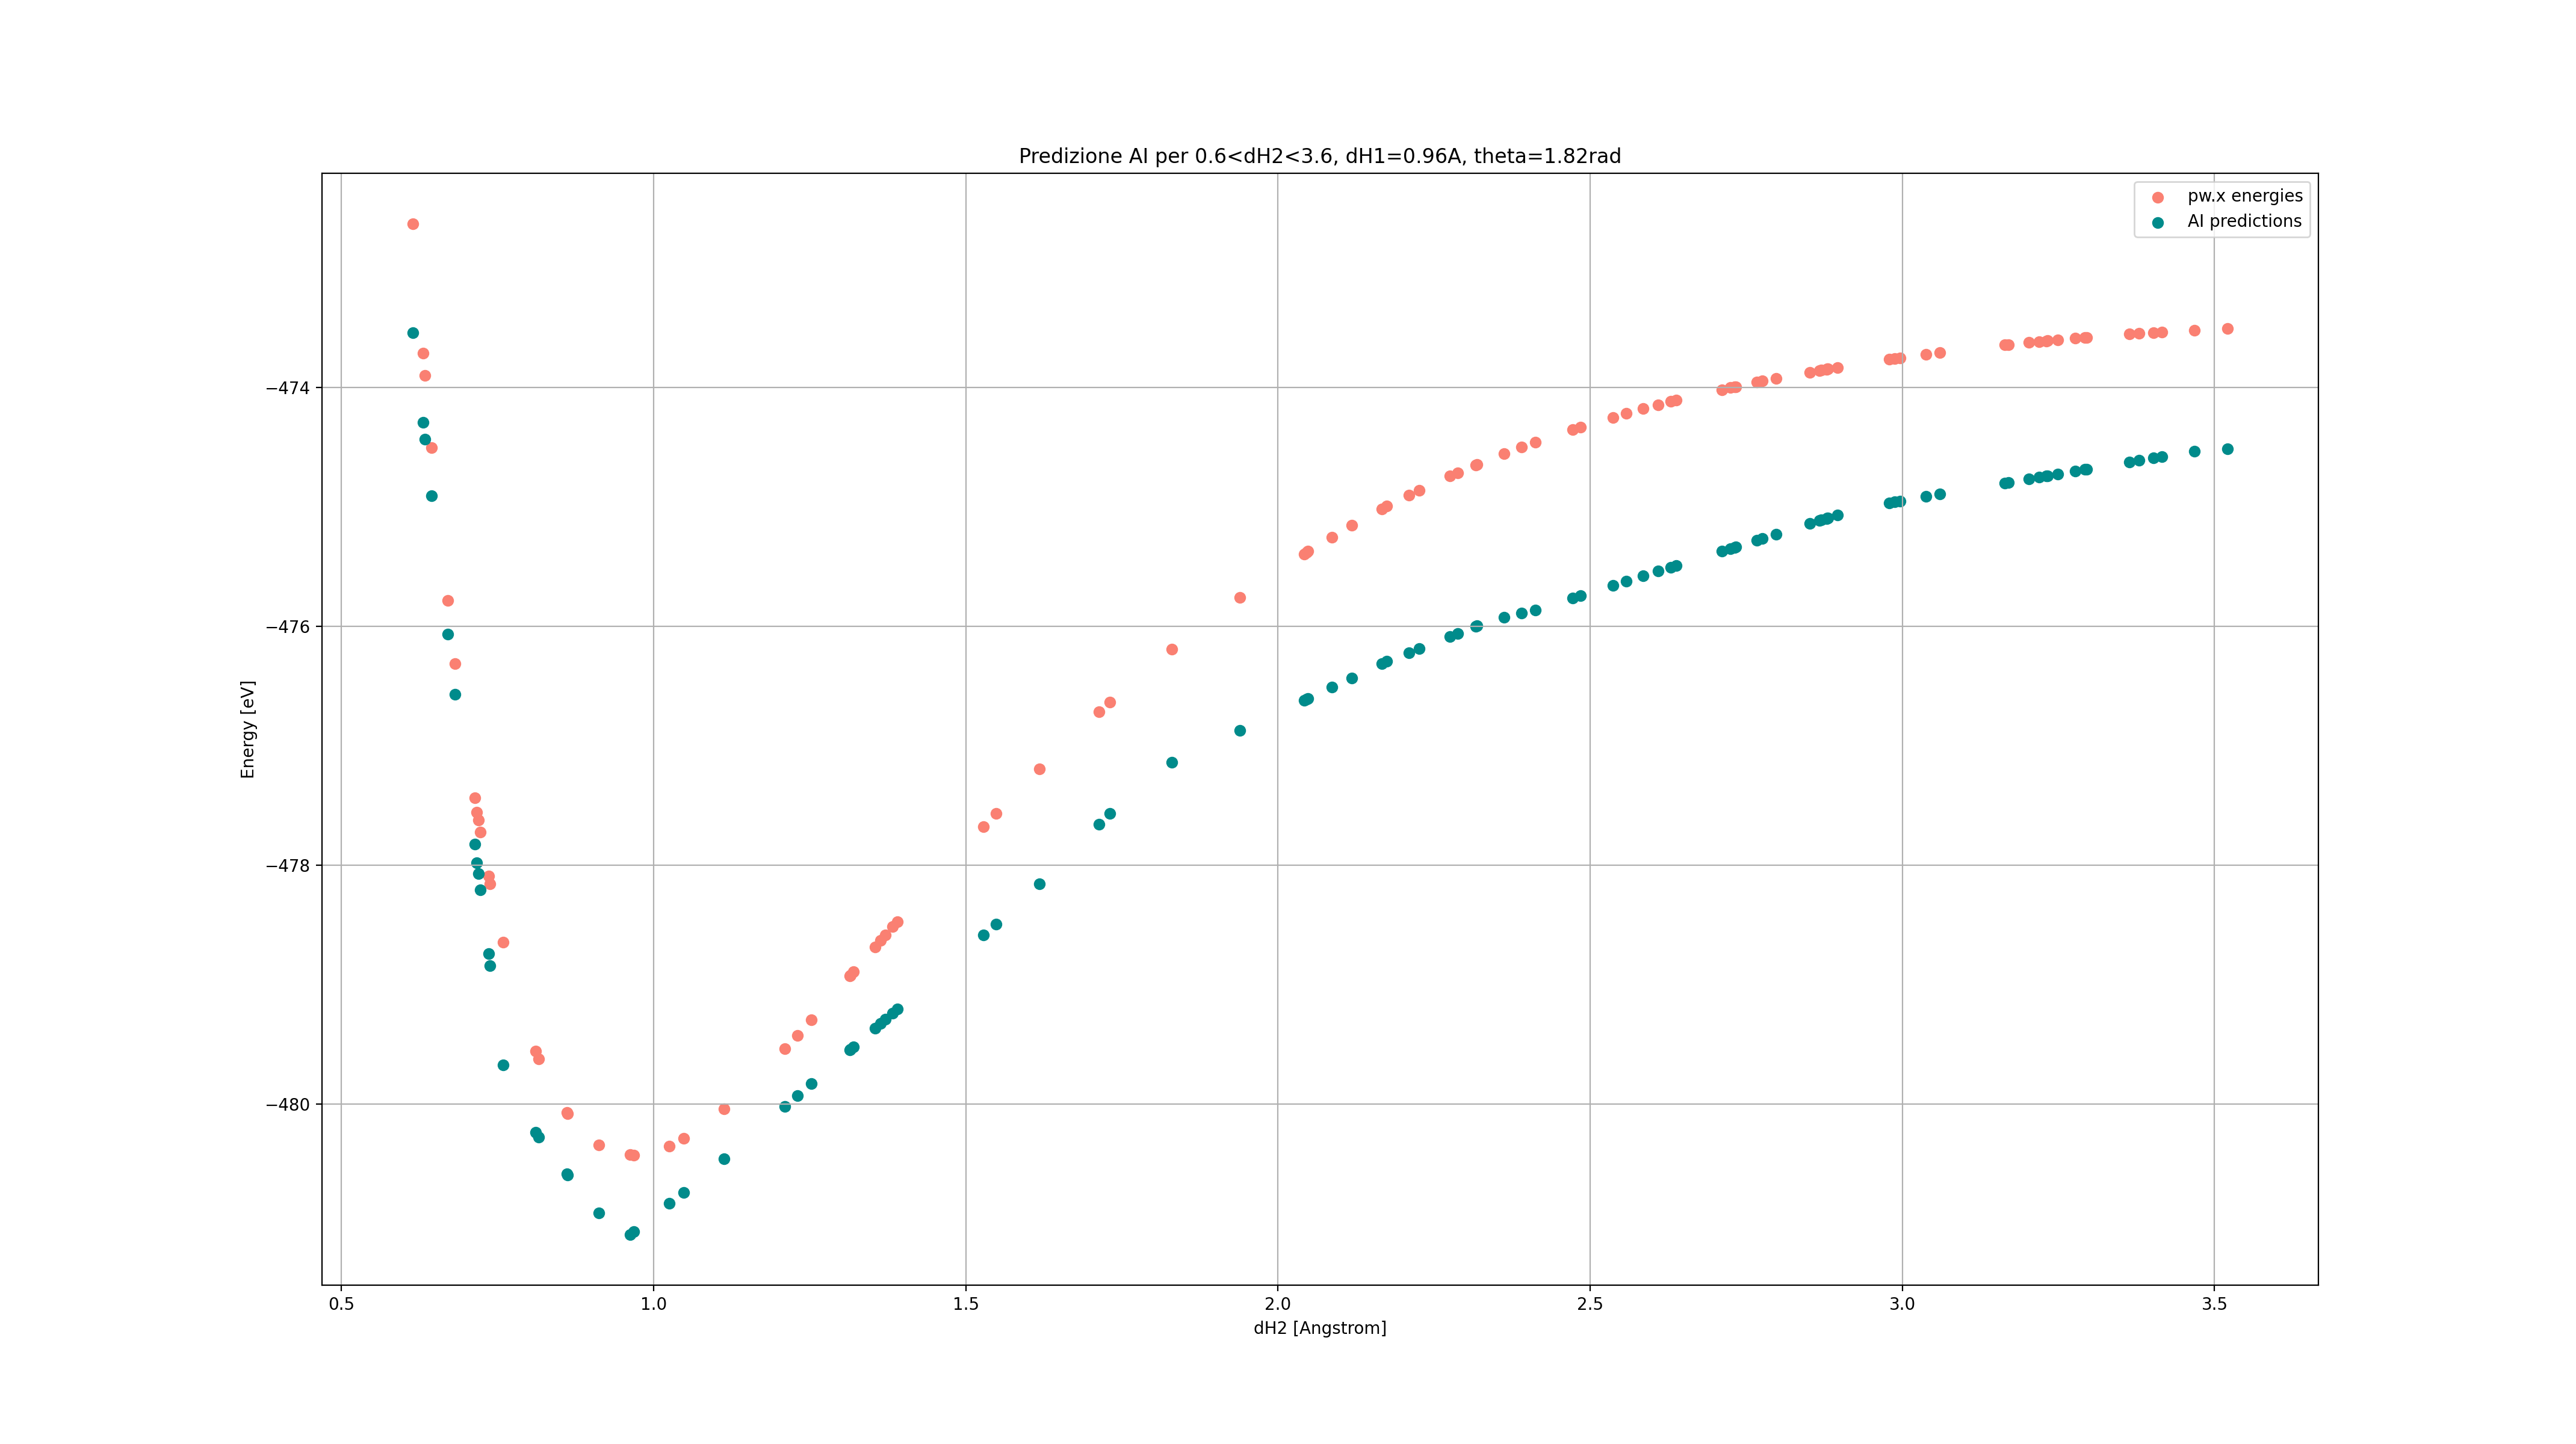 Predizione AI per 0.6<dH2<3.6, dH1=0.96A, theta=1.82rad
pw.x energies
AI predictions
−474
−476
−478
−480
Energy [eV]
0.5 1.0 1.5 2.0 2.5 3.0 3.5
dH2 [Angstrom]